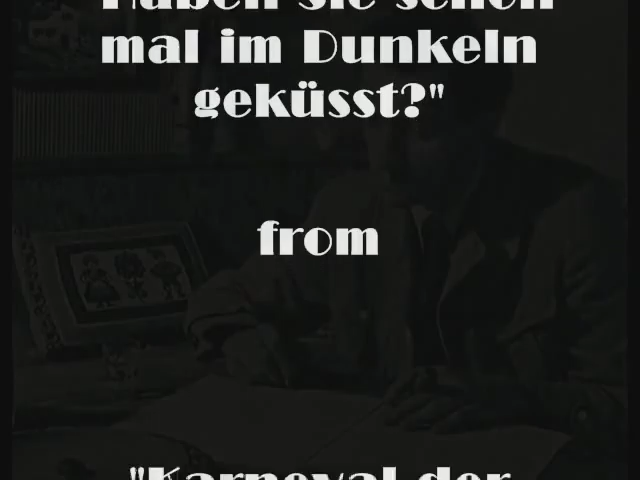 Haben Sie schon
mal im Dunkeln
geküsst?"
from
"Karneval der